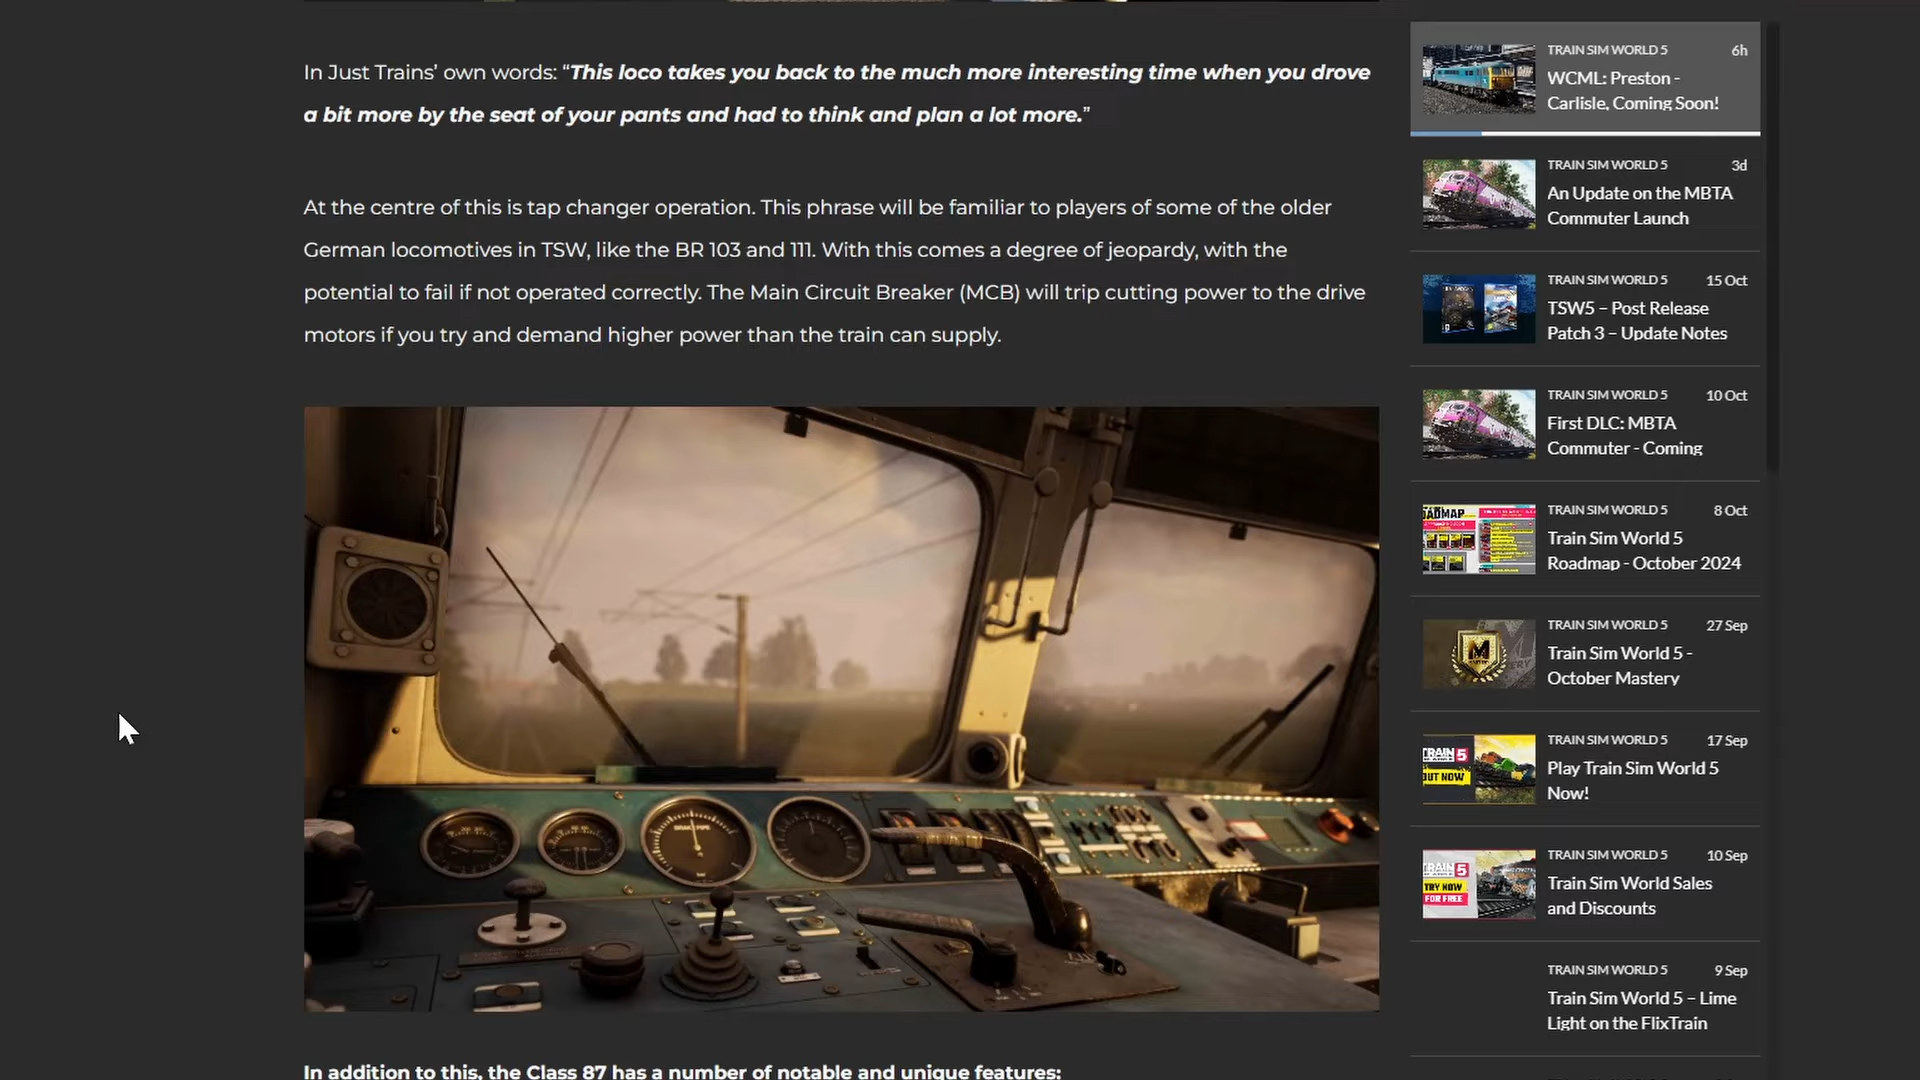 In Just Trains’ own words: “This loco takes you back to the much more interesting time when you drove
a bit more by the seat of your pants and had to think and plan a lot more.”
At the centre of this is tap changer operation. This phrase will be familiar to players of some of the older
German locomotives in TSW, like the BR 103 and 111. With this comes a degree of jeopardy, with the
potential to fail if not operated correctly. The Main Circuit Breaker (MCB) will trip cutting power to the drive
motors if you try and demand higher power than the train can supply.
In addition to this, the Class 87 has a number of notable and unique features:
TRAIN SIM WORLD 5 6h
WCML: Preston -
Carlisle, Coming Soon!
TRAIN SIM WORLD 5 3d
An Update on the MBTA
Commuter Launch
TRAIN SIM WORLD 5 15 Oct
TSW5 – Post Release
Patch 3 – Update Notes
TRAIN SIM WORLD 5 10 Oct
First DLC: MBTA
Commuter - Coming
TRAIN SIM WORLD 5 8 Oct
Train Sim World 5
Roadmap - October 2024
TRAIN SIM WORLD 5 27 Sep
Train Sim World 5 -
October Mastery
TRAIN SIM WORLD 5 17 Sep
Play Train Sim World 5
Now!
TRAIN SIM WORLD 5 10 Sep
Train Sim World Sales
and Discounts
TRAIN SIM WORLD 5 9 Sep
Train Sim World 5 – Lime
Light on the FlixTrain